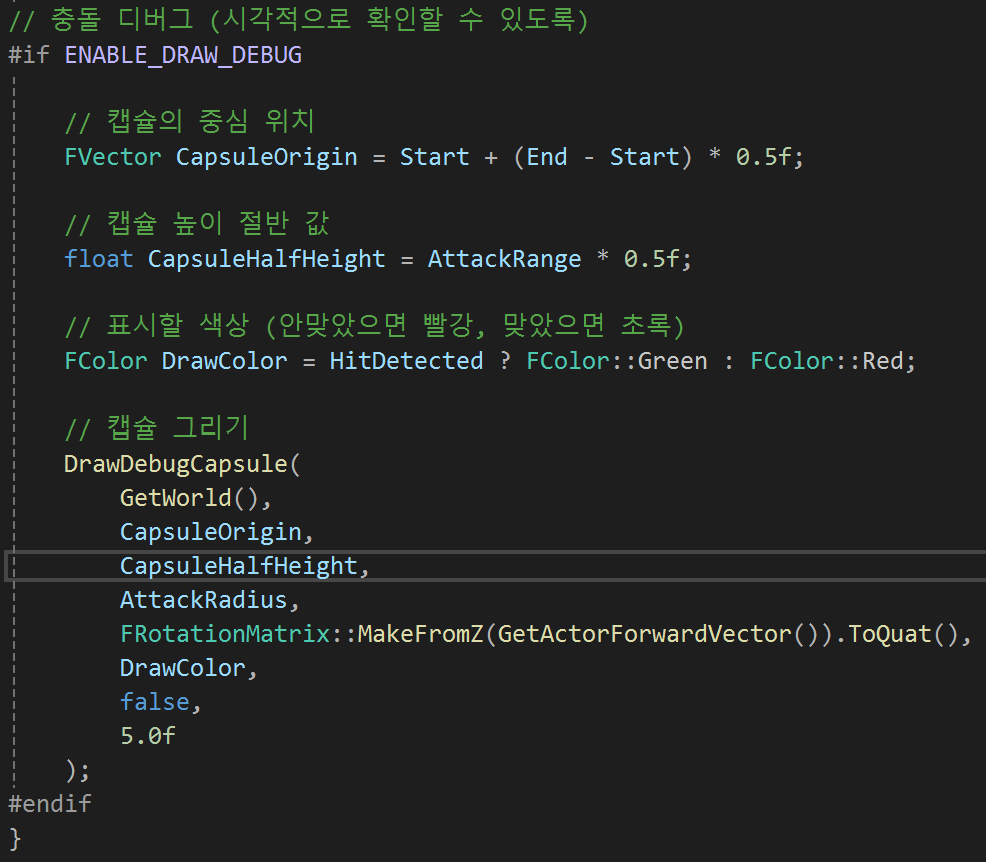 // 충돌 디버그 (시각적으로 확인할 수 있도록)
#if ENABLE_DRAW_DEBUG
// 캡슐의 중심 위치
FVector CapsuleOrigin = Start + (End - Start) * 0.5f;
// 캡슐 높이 절반 값
float CapsuleHalfHeight = AttackRange * 0.5f;
// 표시할 색상 (안맞았으면 빨강, 맞았으면 초록)
FColor DrawColor = HitDetected ? FColor::Green : FColor::Red;
// 캡슐 그리기
DrawDebugCapsule(
GetWorld(),
CapsuleOrigin,
CapsuleHalfHeight,
AttackRadius,
FRotationMatrix::MakeFromZ(GetActorForwardVector()).ToQuat(),
DrawColor,
false,
5.0f
);
#endif
}